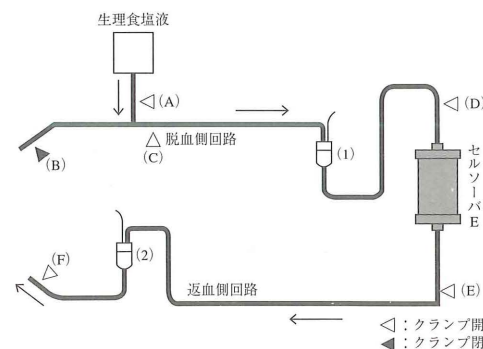 生理食塩液
(A)
(B)
(C)
脱血側回路
(1)
(D)
セルソーバE
(2)
(F)
返血側回路
(E)
◁：クランプ開
◀：クランプ閉